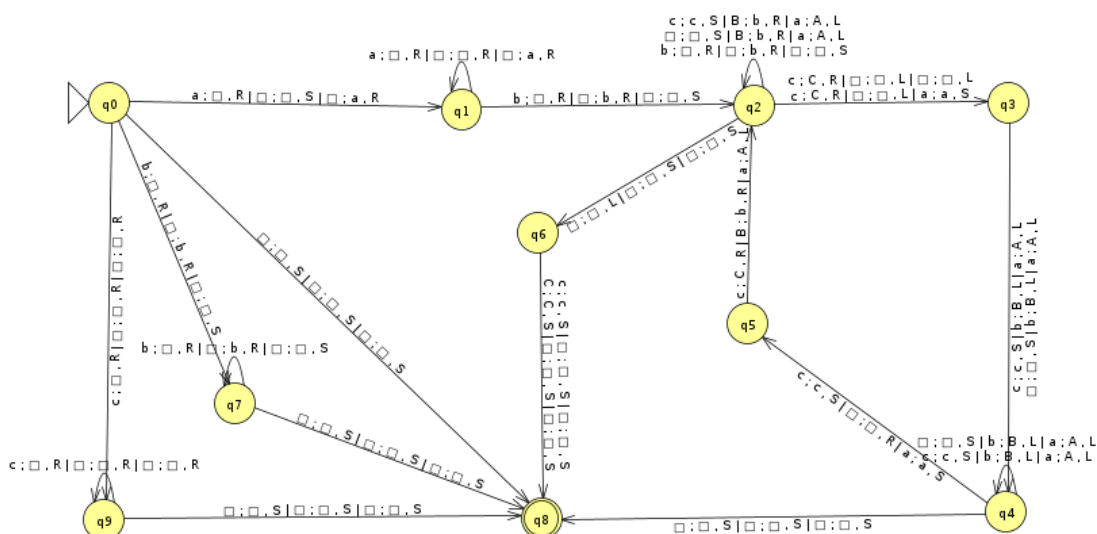 c ; c , S | B ; b , R | a ; A , L
□ ; □ , S | B ; b , R | a ; A , L
b ; □ , R | □ ; b , R | □ ; □ , S
a ; □ , R | □ ; □ , R | □ ; a , R
c ; C , R | □ ; □ , L | □ ; □ , L
c ; C , R | □ ; □ , L | a ; a , S
q0
a ; □ , R | □ ; □ , S | □ ; a , R
q1
b ; □ , R | □ ; b , R | □ ; □ , S
q2
q3
b ; □ , R | □ ; b , R | □ ; □ , S
□ ; □ , S | □ ; □ , S | □ ; □ , S
□ ; □ , L | □ ; □ , S | □ ; □ , S
c ; C , R | B ; b , R | a ; A , L
q6
c ; □ , R | □ ; □ , R | □ ; □ , R
c ; c , S | b ; B , L | a ; A , L
□ ; □ , S | b ; B , L | a ; A , L
C ; C , S | □ ; □ , S | □ ; □ , S
c ; c , S | □ ; □ , S | □ ; □ , S
q5
b ; □ , R | □ ; b , R | □ ; □ , S
q7
c ; c , S | □ ; □ , R | a ; a , S
□ ; □ , S | □ ; □ , S | □ ; □ , S
□ ; □ , S | b ; B , L | a ; A , L
c ; c , S | b ; B , L | a ; A , L
c ; □ , R | □ ; □ , R | □ ; □ , R
q9
□ ; □ , S | □ ; □ , S | □ ; □ , S
q8
□ ; □ , S | □ ; □ , S | □ ; □ , S
q4